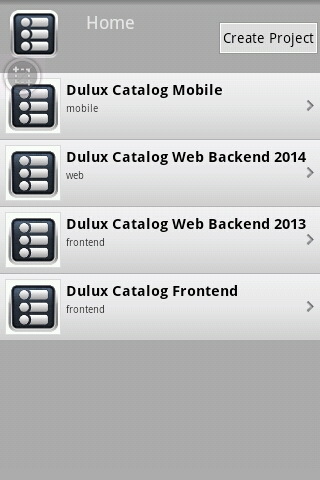 Home
Create Project
Dulux Catalog Mobile
mobile
Dulux Catalog Web Backend 2014
web
Dulux Catalog Web Backend 2013
frontend
Dulux Catalog Frontend
frontend